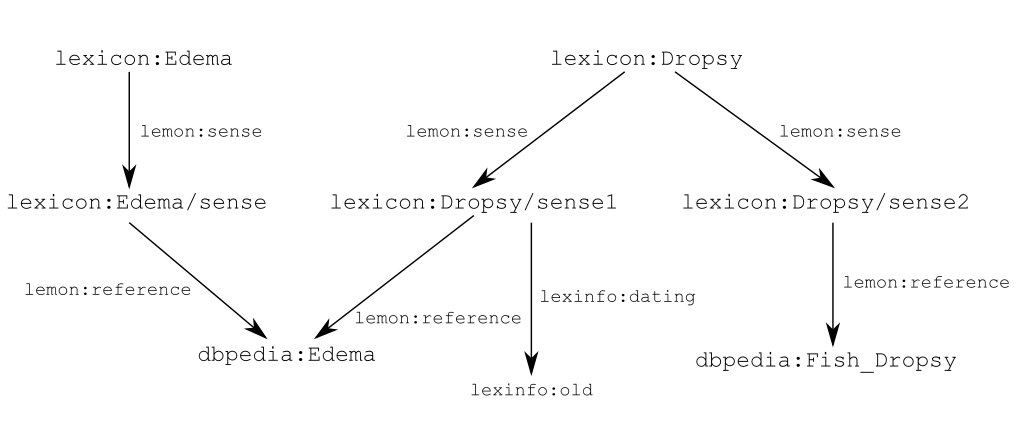 lexicon:Edema
lexicon:Dropsy
lemon:sense
lemon:sense
lemon:sense
lexicon:Edema/sense
lexicon:Dropsy/sense1
lexicon:Dropsy/sense2
lemon:reference
lemon:reference
lexinfo:dating
lemon:reference
dbpedia:Edema
lexinfo:old
dbpedia:Fish_Dropsy